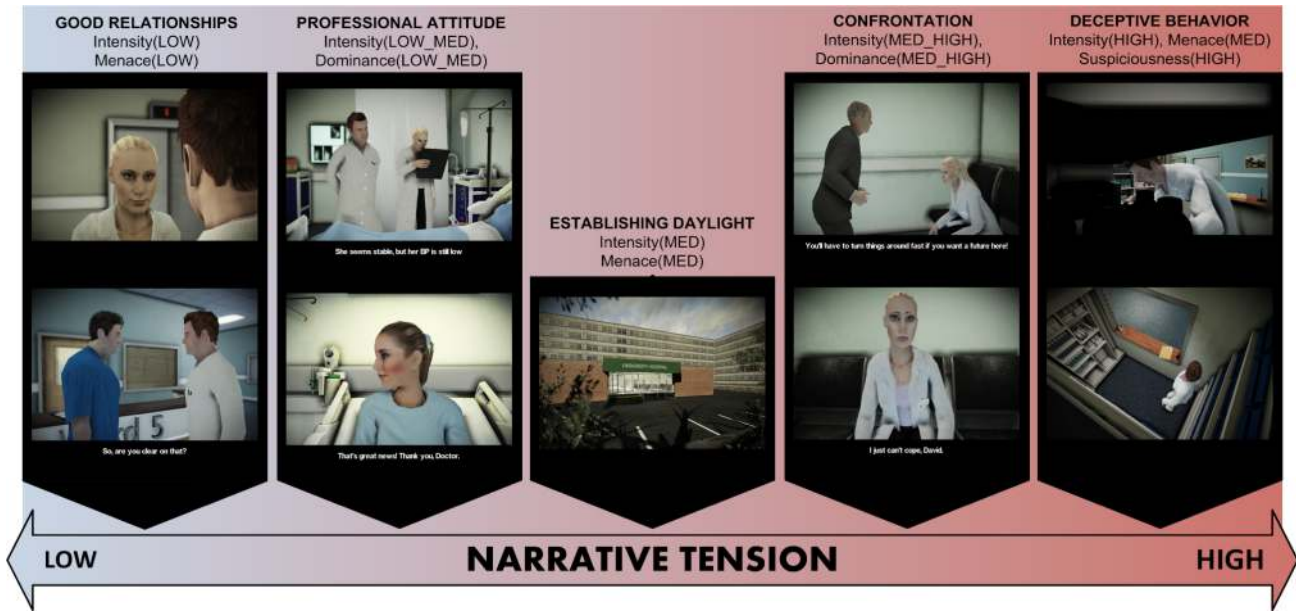 GOOD RELATIONSHIPS
Intensity(LOW)
Menace(LOW)
So, are you clear on that?
PROFESSIONAL ATTITUDE
Intensity(LOW_MED),
Dominance(LOW_MED)
She seems stable, but her BP is still low
That's great news! Thank you, Doctor.
ESTABLISHING DAYLIGHT
Intensity(MED)
Menace(MED)
CONFRONTATION
Intensity(MED_HIGH),
Dominance(MED_HIGH)
You'll have to turn things around fast if you want a future here!
I just can't cope, David.
DECEPTIVE BEHAVIOR
Intensity(HIGH), Menace(MED)
Suspiciousness(HIGH)
LOW
NARRATIVE TENSION
HIGH